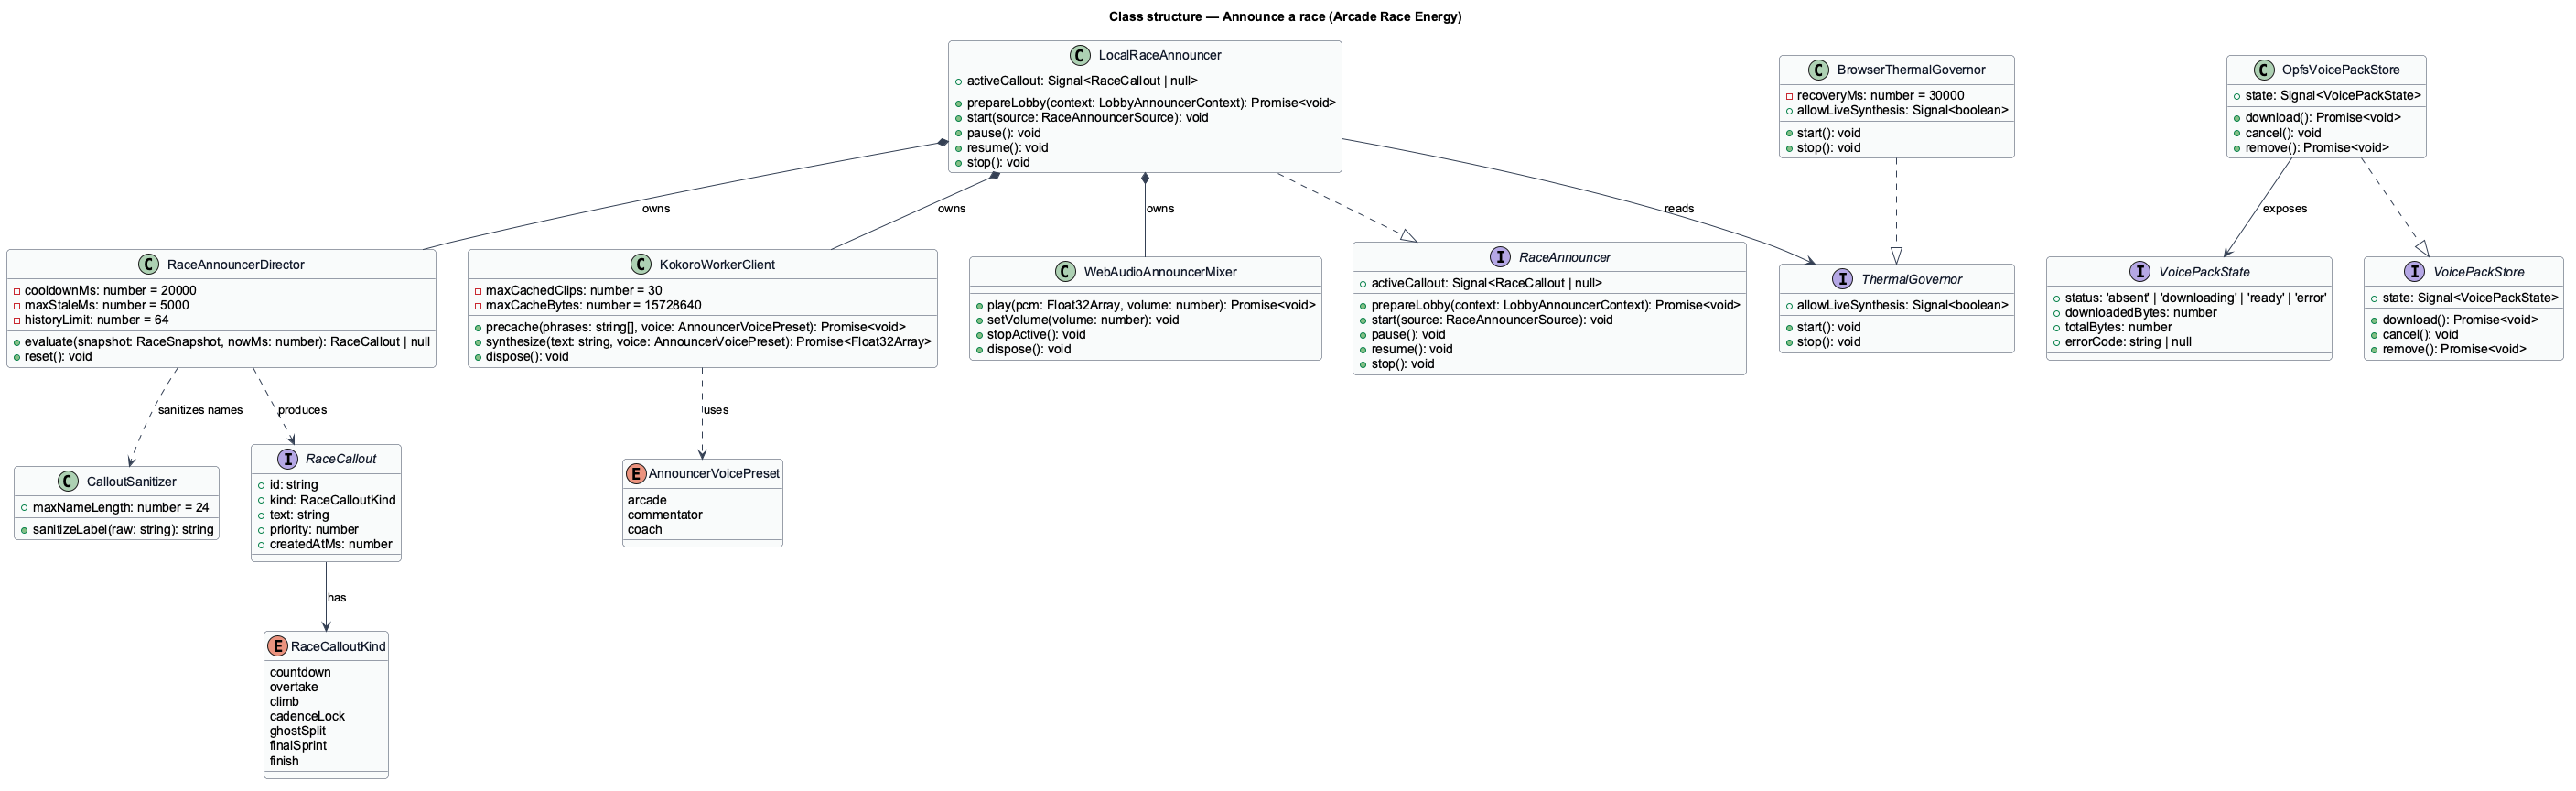 Class structure — Announce a race (Arcade Race Energy)
C LocalRaceAnnouncer
activeCallout: Signal<RaceCallout | null>
prepareLobby(context: LobbyAnnouncerContext): Promise<void>
start(source: RaceAnnouncerSource): void
pause(): void
resume(): void
stop(): void
C BrowserThermalGovernor
recoveryMs: number = 30000
allowLiveSynthesis: Signal<boolean>
start(): void
stop(): void
C OpfsVoicePackStore
state: Signal<VoicePackState>
download(): Promise<void>
cancel(): void
remove(): Promise<void>
owns
owns
owns
reads
exposes
C RaceAnnouncerDirector
cooldownMs: number = 20000
maxStaleMs: number = 5000
historyLimit: number = 64
evaluate(snapshot: RaceSnapshot, nowMs: number): RaceCallout | null
reset(): void
C KokoroWorkerClient
maxCachedClips: number = 30
maxCacheBytes: number = 15728640
precache(phrases: string[], voice: AnnouncerVoicePreset): Promise<void>
synthesize(text: string, voice: AnnouncerVoicePreset): Promise<Float32Array>
dispose(): void
C WebAudioAnnouncerMixer
play(pcm: Float32Array, volume: number): Promise<void>
setVolume(volume: number): void
stopActive(): void
dispose(): void
I RaceAnnouncer
activeCallout: Signal<RaceCallout | null>
prepareLobby(context: LobbyAnnouncerContext): Promise<void>
start(source: RaceAnnouncerSource): void
pause(): void
resume(): void
stop(): void
I ThermalGovernor
allowLiveSynthesis: Signal<boolean>
start(): void
stop(): void
I VoicePackState
status: 'absent' | 'downloading' | 'ready' | 'error'
downloadedBytes: number
totalBytes: number
errorCode: string | null
I VoicePackStore
state: Signal<VoicePackState>
download(): Promise<void>
cancel(): void
remove(): Promise<void>
sanitizes names
produces
uses
C CalloutSanitizer
maxNameLength: number = 24
sanitizeLabel(raw: string): string
I RaceCallout
id: string
kind: RaceCalloutKind
text: string
priority: number
createdAtMs: number
E AnnouncerVoicePreset
arcade
commentator
coach
has
E RaceCalloutKind
countdown
overtake
climb
cadenceLock
ghostSplit
finalSprint
finish